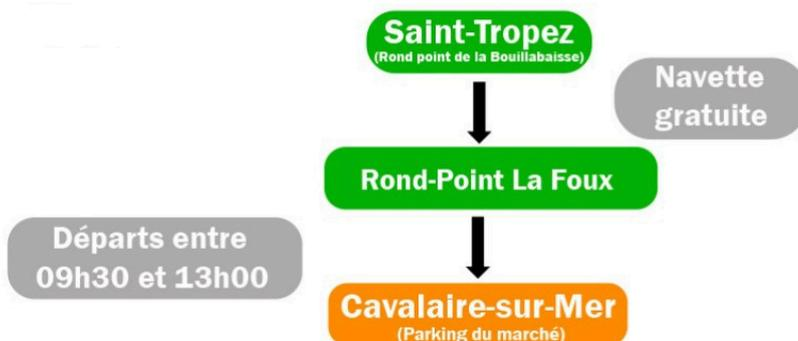 Saint-Tropez
(Rond point de la Bouillabaisse)
Navette
gratuite
Rond-Point La Foux
Départs entre
09h30 et 13h00
Cavalaire-sur-Mer
(Parking du marché)